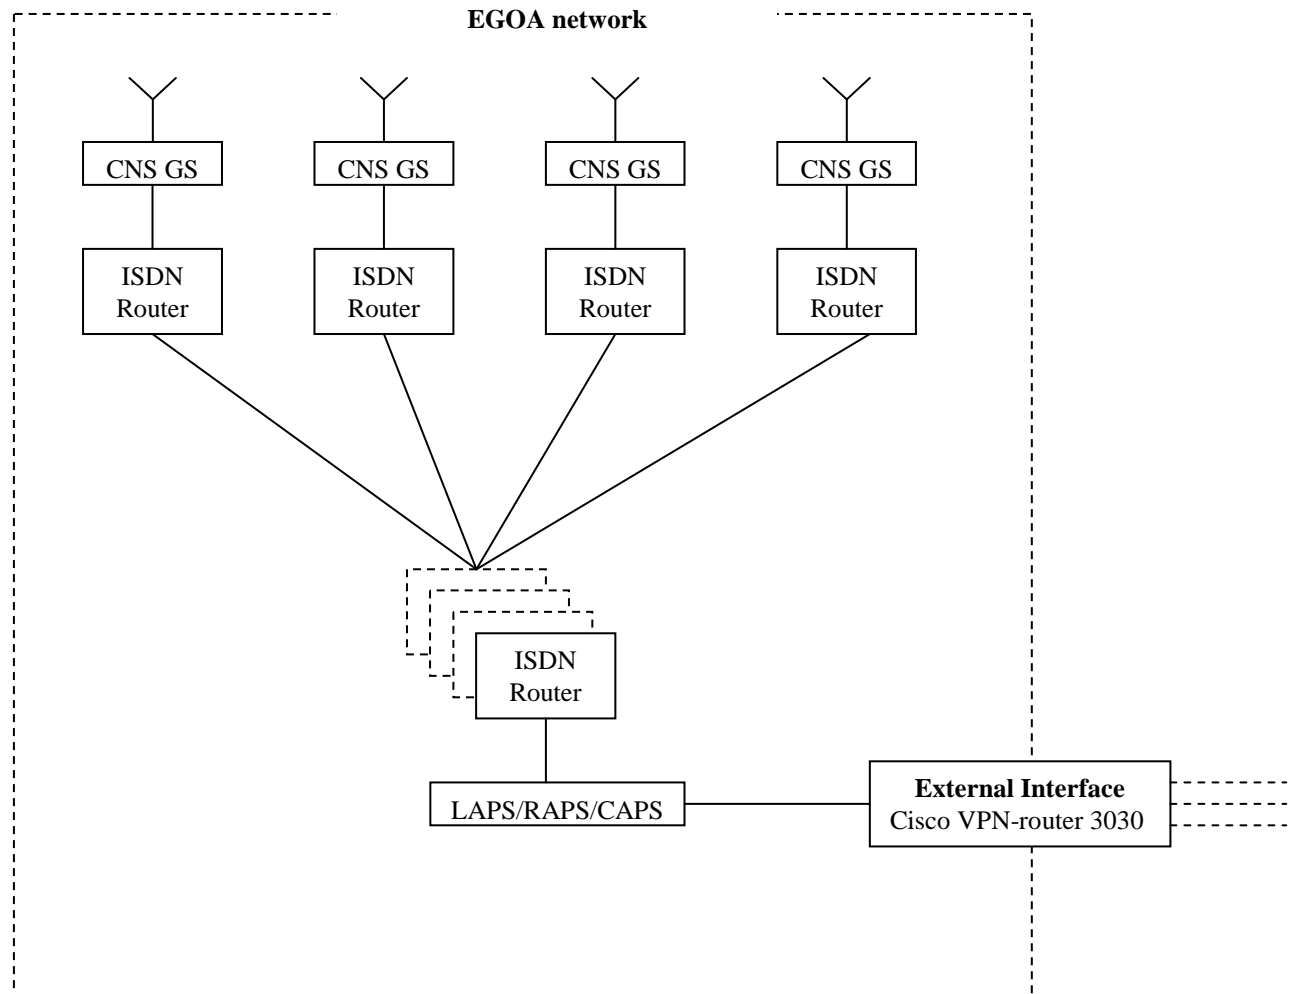 EGOA network
CNS GS
CNS GS
CNS GS
CNS GS
ISDN
Router
ISDN
Router
ISDN
Router
ISDN
Router
ISDN
Router
LAPS/RAPS/CAPS
External Interface
Cisco VPN-router 3030